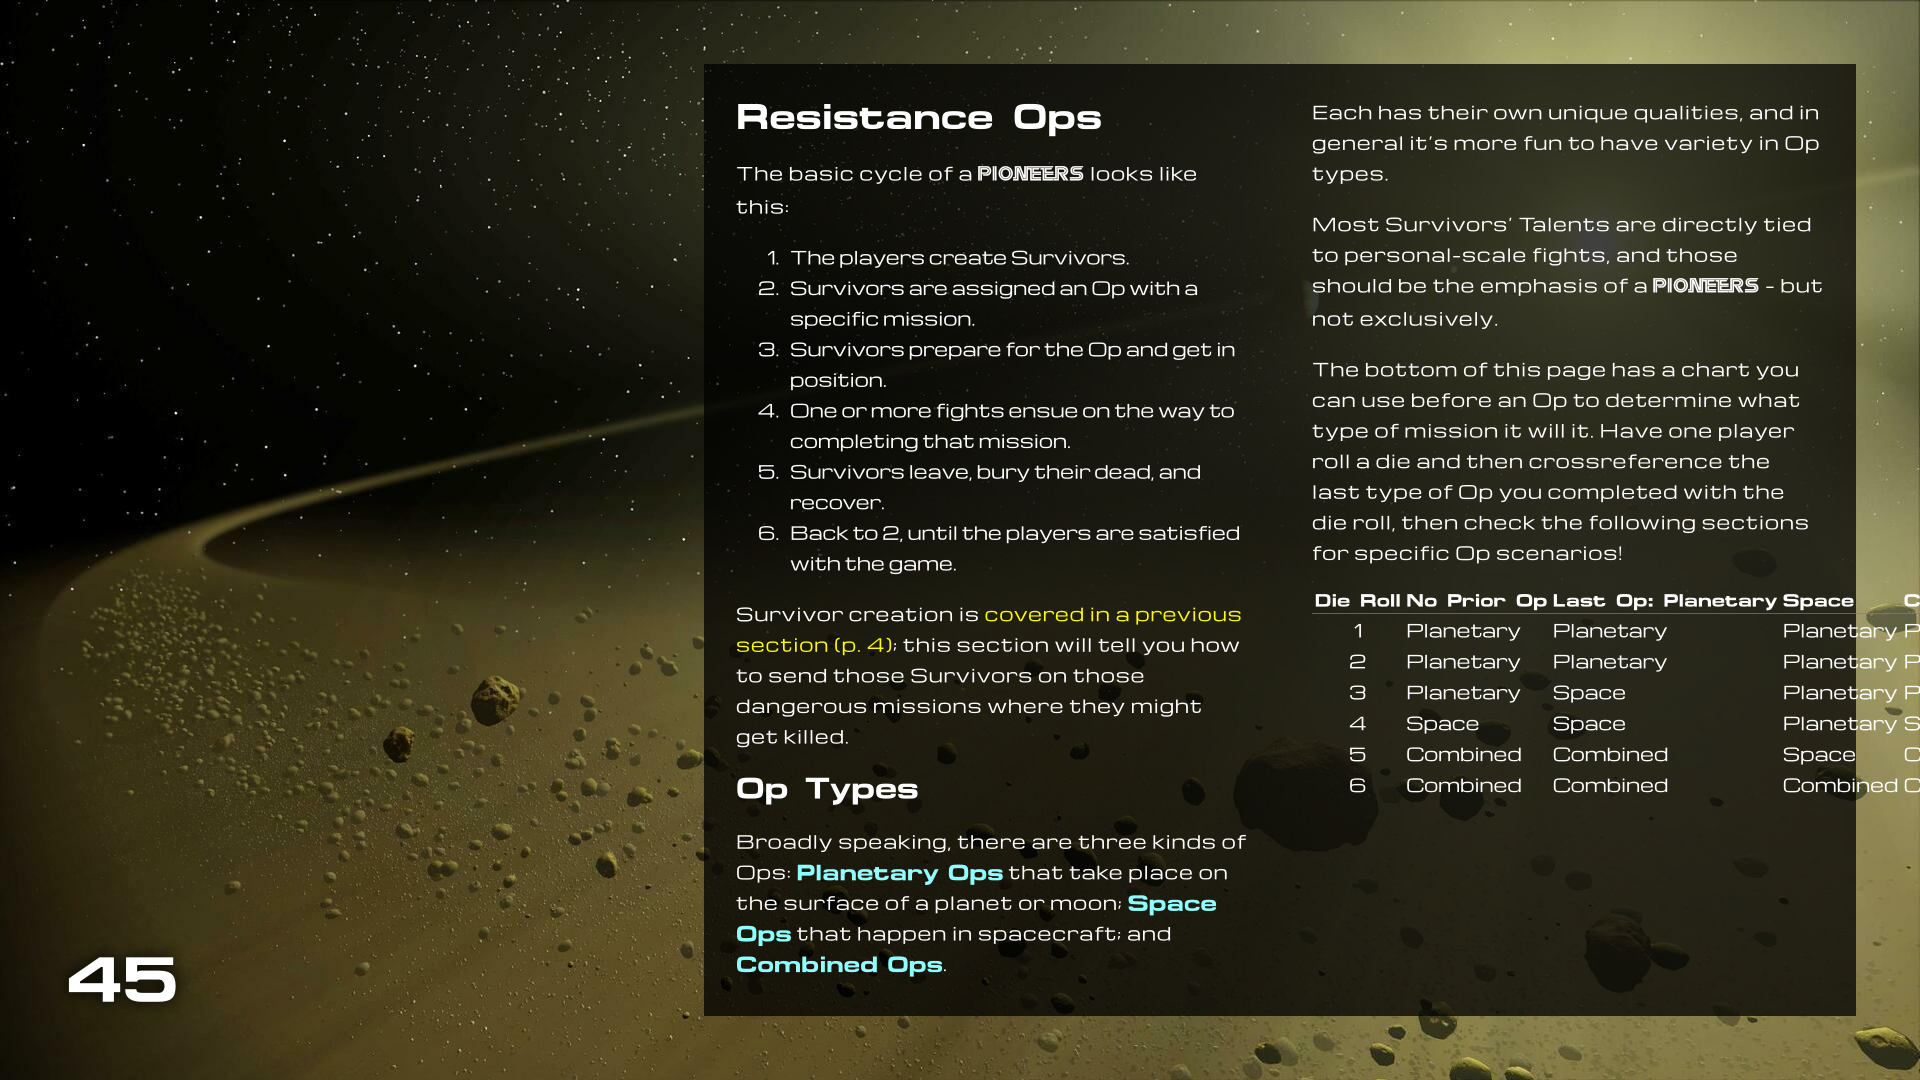 Resistance Ops
The basic cycle of a PIONEERS looks like
this:
1. The players create Survivors.
2. Survivors are assigned an Op with a
specific mission.
3. Survivors prepare for the Op and get in
position.
4. One or more fights ensue on the way to
completing that mission.
5. Survivors leave, bury their dead, and
recover.
6. Back to 2, until the players are satisfied
with the game.
Survivor creation is covered in a previous
section (p. 4); this section will tell you how
to send those Survivors on those
dangerous missions where they might
get killed.
Op Types
Broadly speaking, there are three kinds of
Ops: Planetary Ops that take place on
the surface of a planet or moon; Space
Ops that happen in spacecraft; and
Combined Ops.
Each has their own unique qualities, and in
general it's more fun to have variety in Op
types.
Most Survivors' Talents are directly tied
to personal-scale fights, and those
should be the emphasis of a PIONEERS - but
not exclusively.
The bottom of this page has a chart you
can use before an Op to determine what
type of mission it will it. Have one player
roll a die and then crossreference the
last type of Op you completed with the
die roll, then check the following sections
for specific Op scenarios!
Die Roll No Prior Op Last Op: Planetary Space
1 Planetary Planetary Planetary
2 Planetary Planetary Planetary
3 Planetary Space Planetary
4 Space Space Planetary
5 Combined Combined Space
6 Combined Combined Combined
45